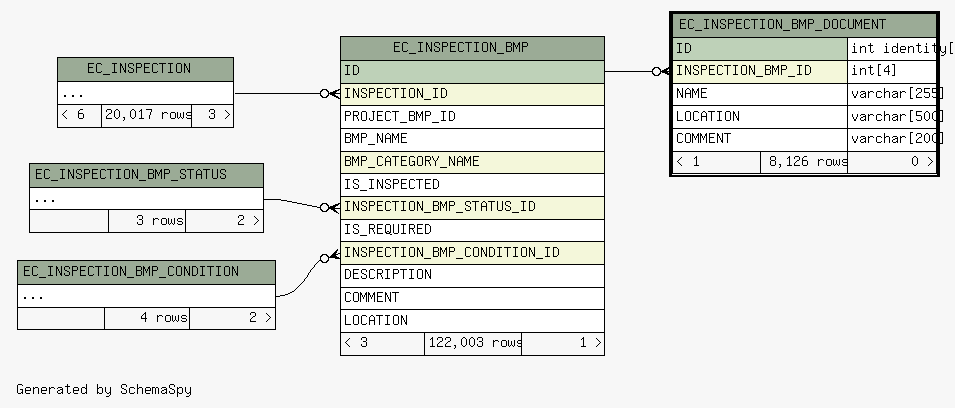 EC_INSPECTION
...
< 6 20,017 rows 3 >
EC_INSPECTION_BMP_STATUS
...
3 rows 2 >
EC_INSPECTION_BMP_CONDITION
...
4 rows 2 >
EC_INSPECTION_BMP
ID
INSPECTION_ID
PROJECT_BMP_ID
BMP_NAME
BMP_CATEGORY_NAME
IS_INSPECTED
INSPECTION_BMP_STATUS_ID
IS_REQUIRED
INSPECTION_BMP_CONDITION_ID
DESCRIPTION
COMMENT
LOCATION
< 3 122,003 rows 1 >
EC_INSPECTION_BMP_DOCUMENT
ID int identity[
INSPECTION_BMP_ID int[4]
NAME varchar[255]
LOCATION varchar[500]
COMMENT varchar[200]
< 1 8,126 rows 0 >
Generated by SchemaSpy